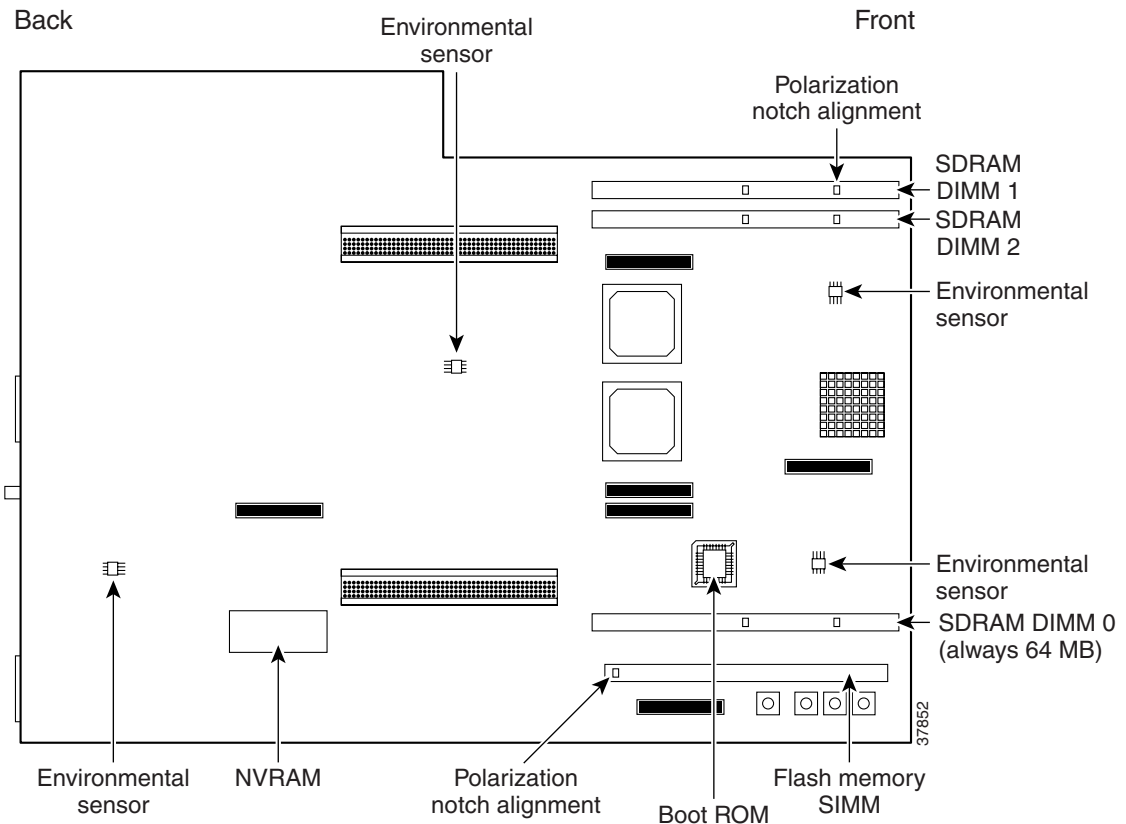 Back
Environmental
sensor
Front
Polarization
notch alignment
SDRAM
DIMM 1
SDRAM
DIMM 2
Environmental
sensor
Environmental
sensor
SDRAM DIMM 0
(always 64 MB)
37852
Environmental
sensor
NVRAM
Polarization
notch alignment
Boot ROM
Flash memory
SIMM